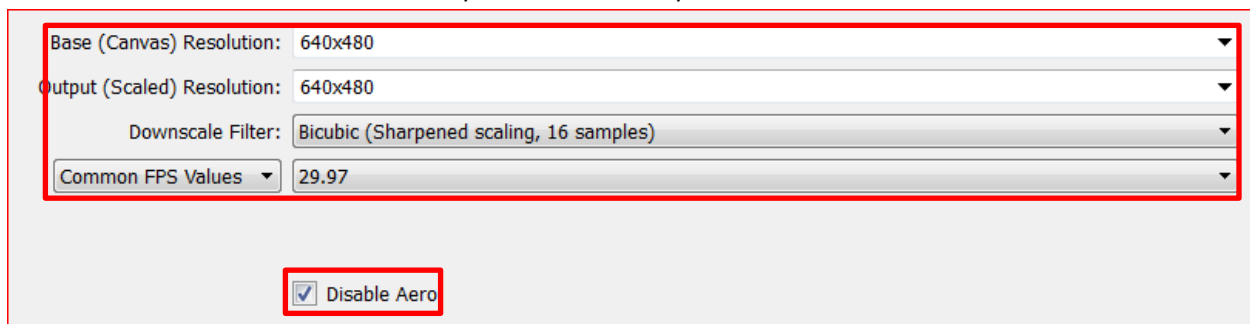 Base (Canvas) Resolution: 640x480
Output (Scaled) Resolution: 640x480
Downscale Filter: Bicubic (Sharpened scaling, 16 samples)
Common FPS Values 29.97
Disable Aero